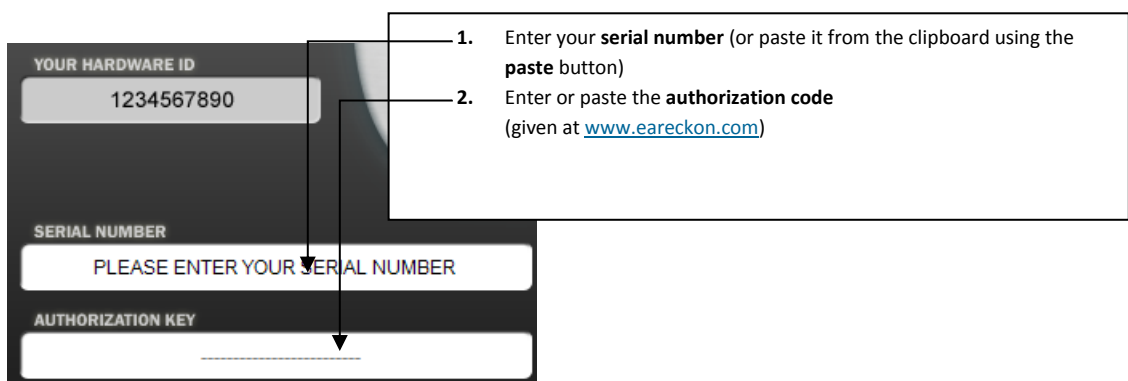 1. Enter your serial number (or paste it from the clipboard using the
paste button)
2. Enter or paste the authorization code
(given at www.eareckon.com)
YOUR HARDWARE ID
1234567890
SERIAL NUMBER
PLEASE ENTER YOUR SERIAL NUMBER
AUTHORIZATION KEY
-------------------------